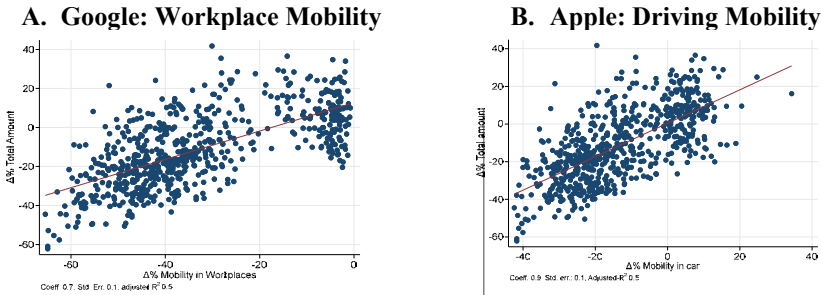 A. Google: Workplace Mobility
40
20
0
-20
-40
-60
Δ% Total Amount
-60
-40
-20
0
Δ% Mobility in Workplaces
Coeff 0.7. Std. Err. 0.1, adjusted R² 0.5
B. Apple: Driving Mobility
40
20
0
-20
-40
-60
Δ% Total amount
-40
-20
0
20
40
Δ% Mobility in car
Coeff. 0.9 Std. err.: 0.1, Adjusted-R² 0.5